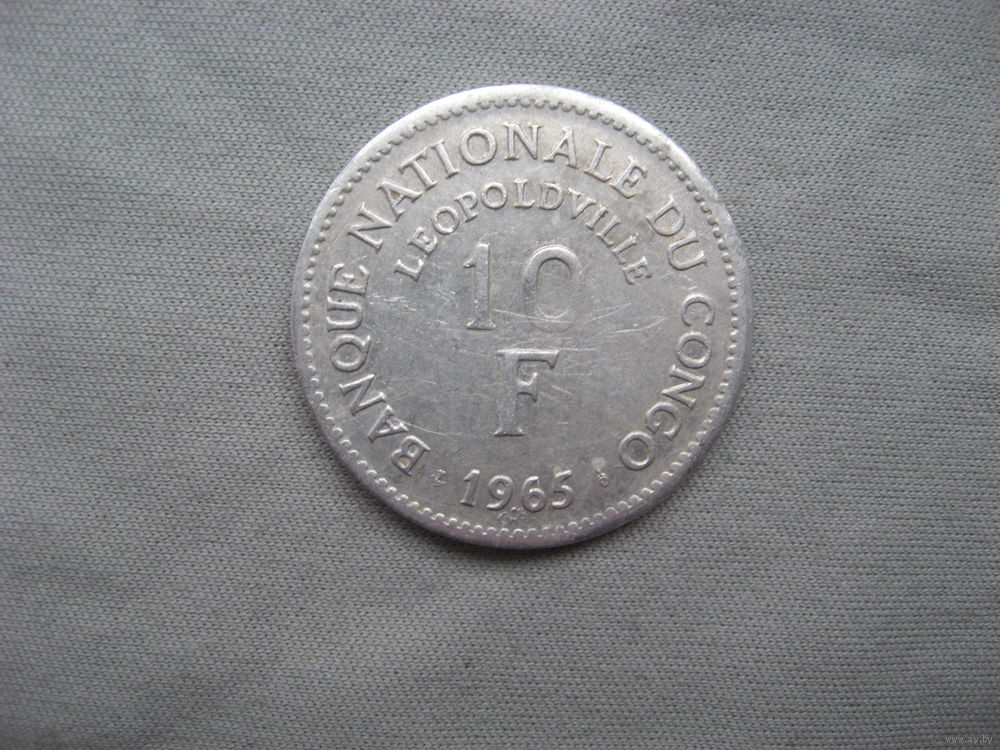 BANQUE NATIONALE DU CONGO
LEOPOLDVILLE
10
F
1965
www.ay.by